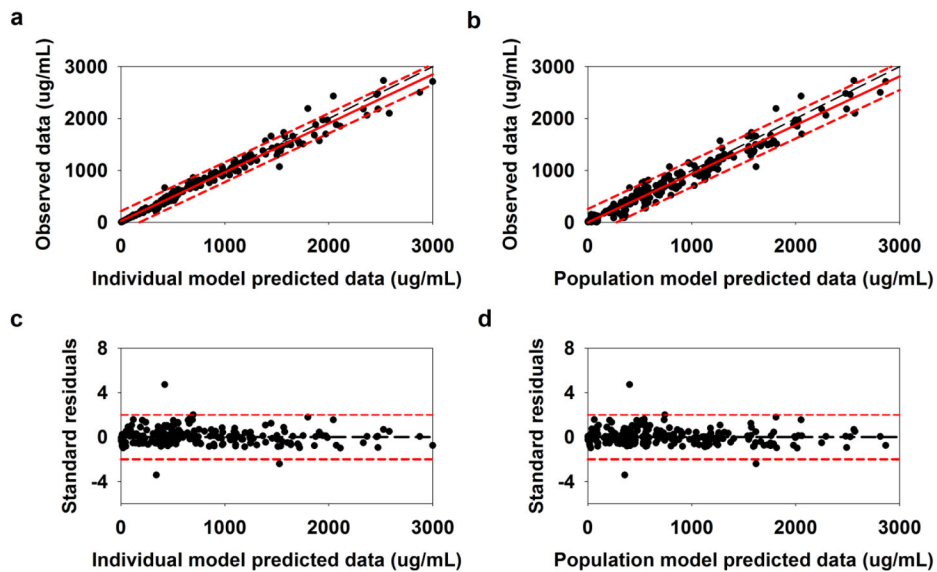 a
b
Observed data (ug/mL)
3000
2000
1000
0
0
1000
2000
3000
Individual model predicted data (ug/mL)
Observed data (ug/mL)
3000
2000
1000
0
0
1000
2000
3000
Population model predicted data (ug/mL)
c
d
Standard residuals
8
4
0
-4
0
1000
2000
3000
Individual model predicted data (ug/mL)
Standard residuals
8
4
0
-4
0
1000
2000
3000
Population model predicted data (ug/mL)